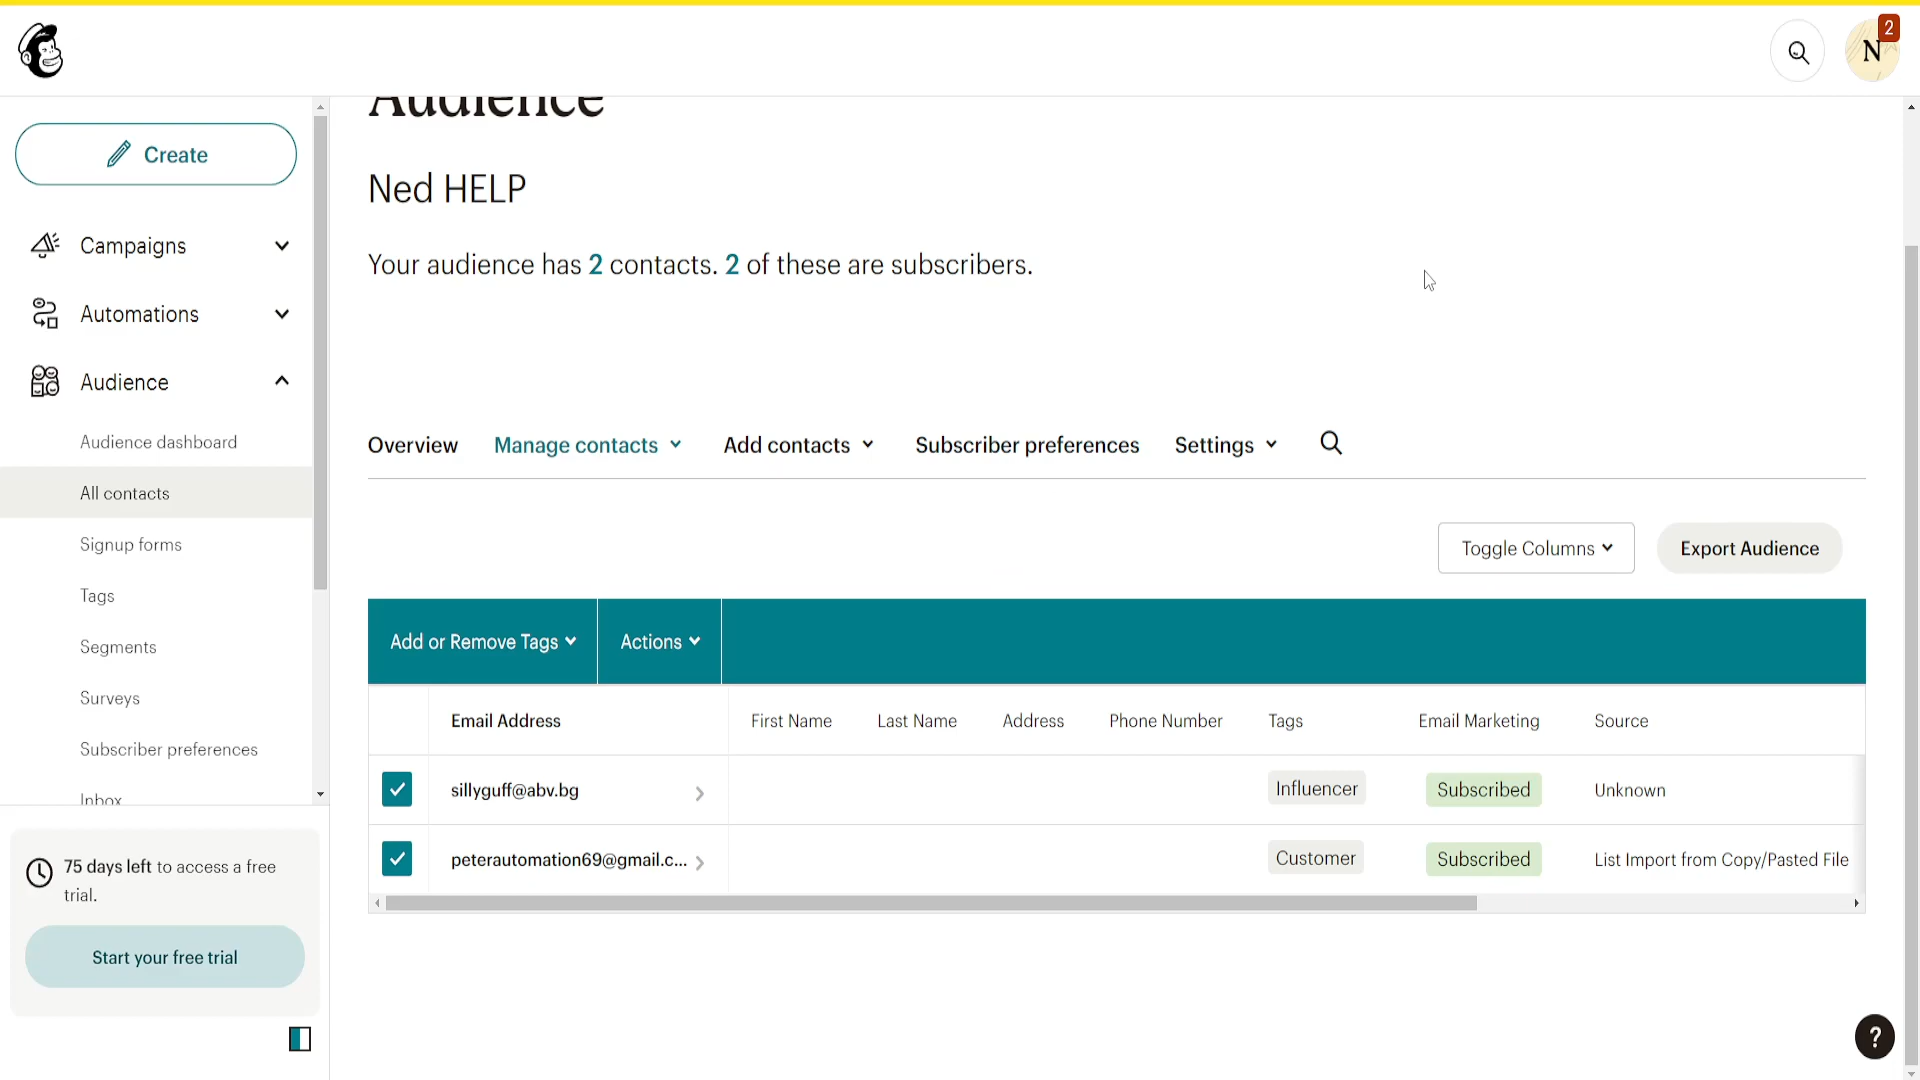 N
2
Create
Campaigns
Automations
Audience
Audience dashboard
All contacts
Signup forms
Tags
Segments
Surveys
Subscriber preferences
Inbox
75 days left to access a free
trial.
Start your free trial
Audience
Ned HELP
Your audience has 2 contacts. 2 of these are subscribers.
Overview Manage contacts Add contacts Subscriber preferences Settings
Toggle Columns Export Audience
Add or Remove Tags Actions
Email Address First Name Last Name Address Phone Number Tags Email Marketing Source
sillyguff@abv.bg Influencer Subscribed Unknown
peterautomation69@gmail.c... Customer Subscribed List Import from Copy/Pasted File
?